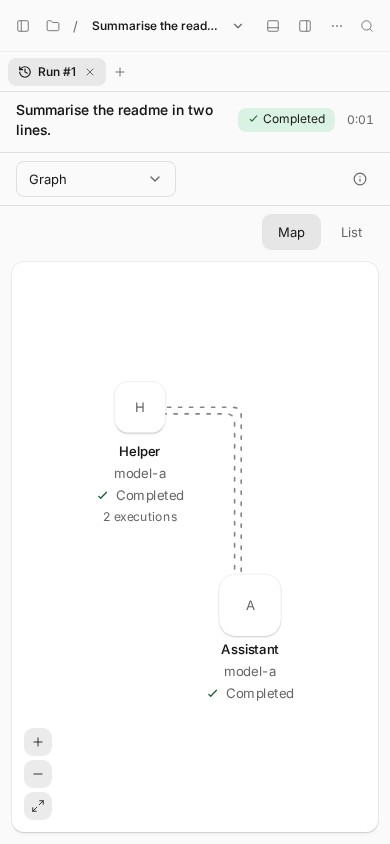 / Summarise the read...
Run #1
Summarise the readme in two
lines.
Completed 0:01
Graph
Map List
H
Helper
model-a
Completed
2 executions
A
Assistant
model-a
Completed